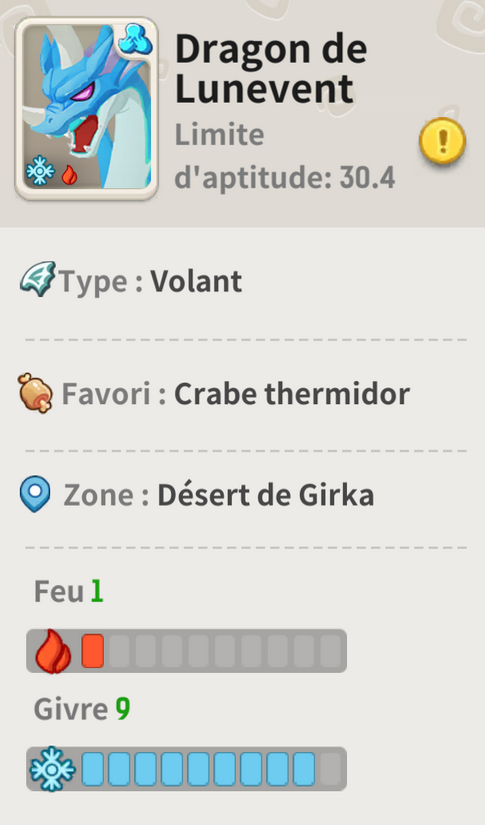 Dragon de
Lunevent
Limite
d'aptitude: 30.4
Type : Volant
Favori : Crabe thermidor
Zone : Désert de Girka
Feu 1
Givre 9